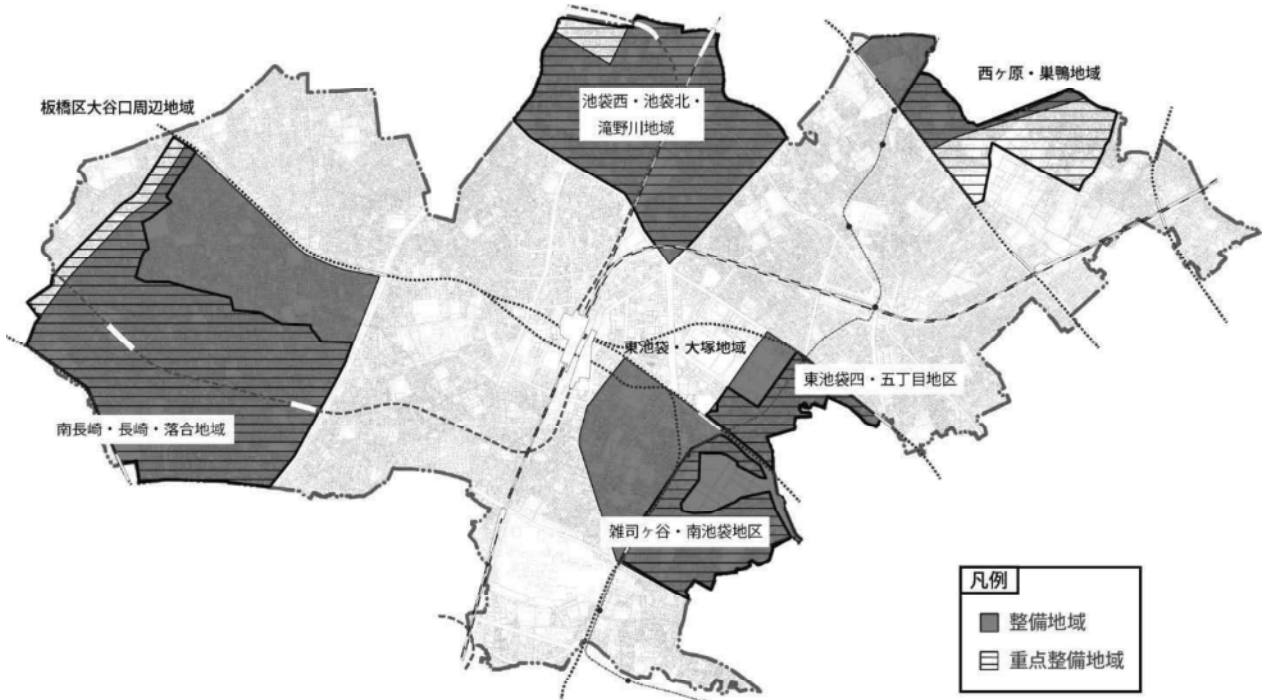 西ヶ原・巣鴨地域
板橋区大谷口周辺地域
池袋西・池袋北・
滝野川地域
東池袋・大塚地域
東池袋四・五丁目地区
南長崎・長崎・落合地域
雑司ヶ谷・南池袋地区
凡例
整備地域
重点整備地域